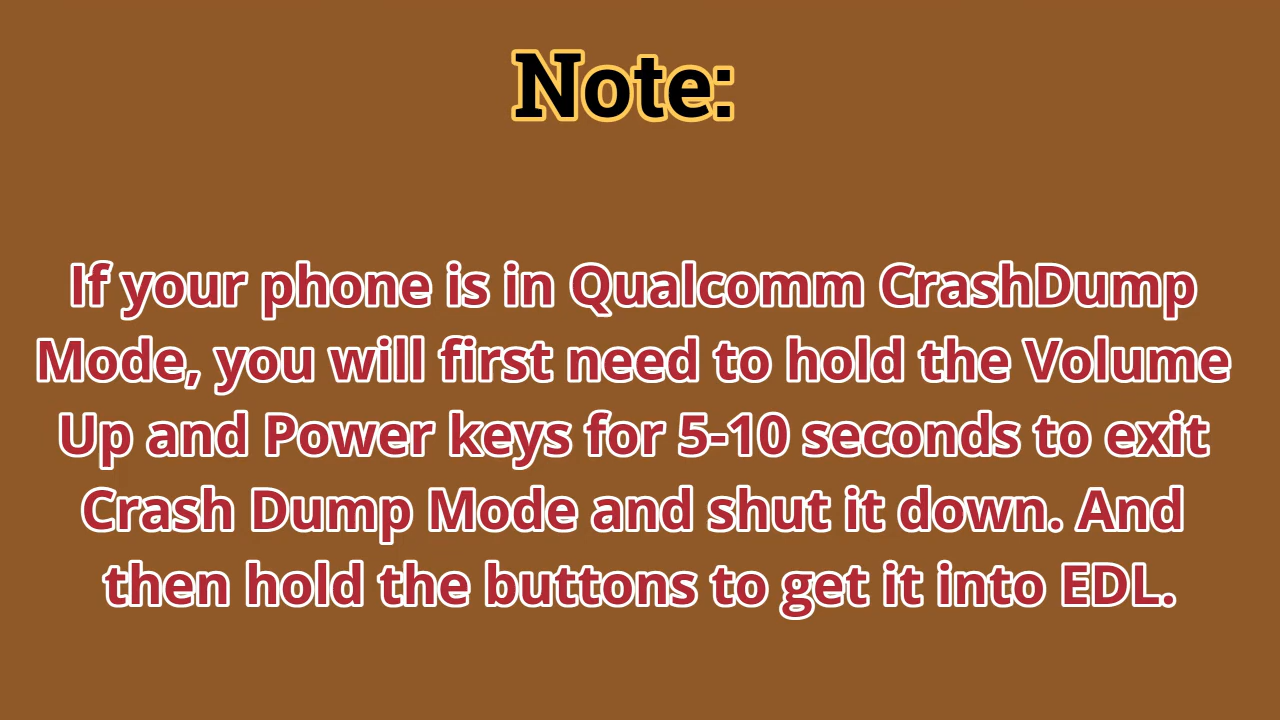 Note:
If your phone is in Qualcomm CrashDump
Mode, you will first need to hold the Volume
Up and Power keys for 5-10 seconds to exit
Crash Dump Mode and shut it down. And
then hold the buttons to get it into EDL.